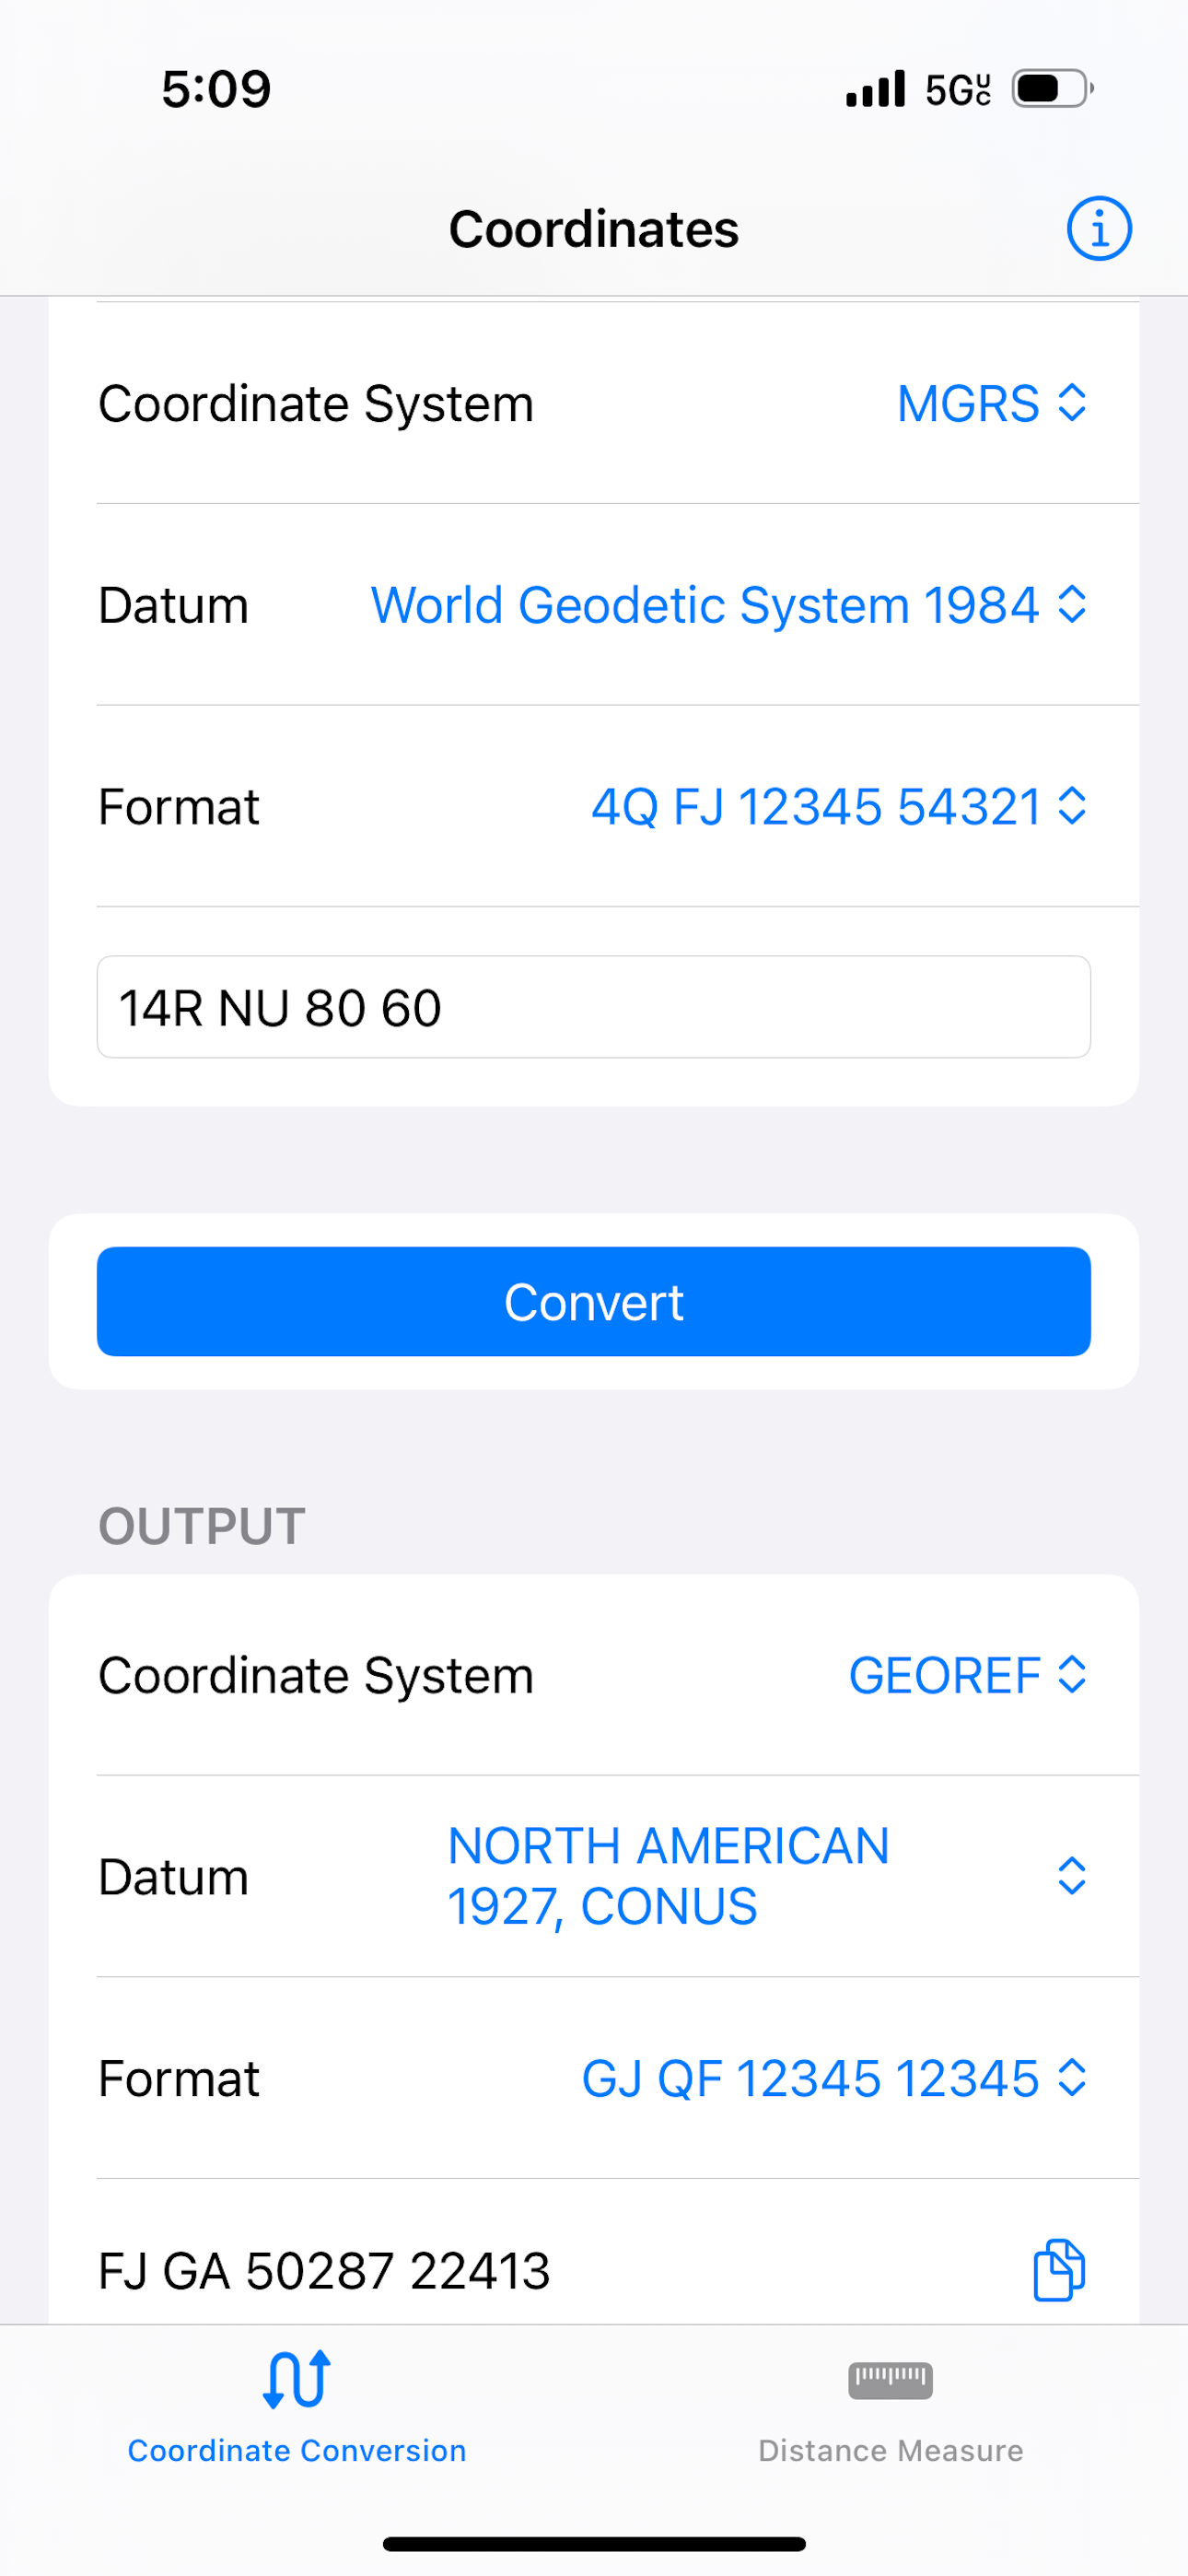 5:09
5G UC
Coordinates
Coordinate System MGRS
Datum World Geodetic System 1984
Format 4Q FJ 12345 54321
14R NU 80 60
Convert
OUTPUT
Coordinate System GEOREF
Datum NORTH AMERICAN
1927, CONUS
Format GJ QF 12345 12345
FJ GA 50287 22413
Coordinate Conversion Distance Measure